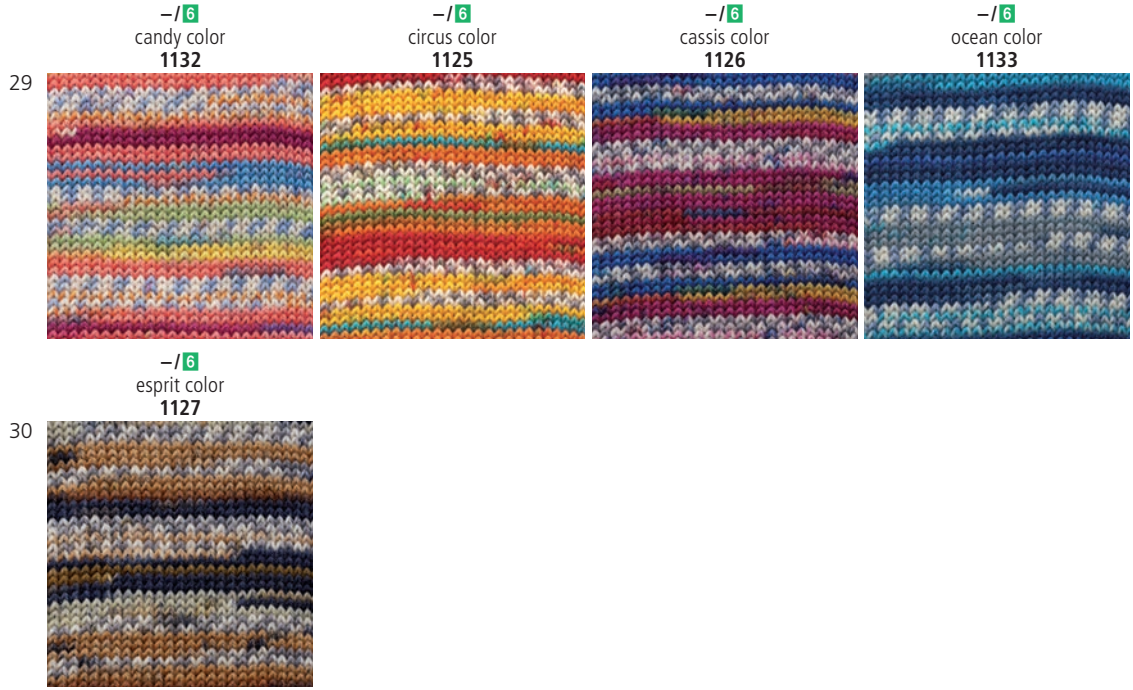 –/6
candy color
1132
–/6
circus color
1125
–/6
cassis color
1126
–/6
ocean color
1133
29
–/6
esprit color
1127
30